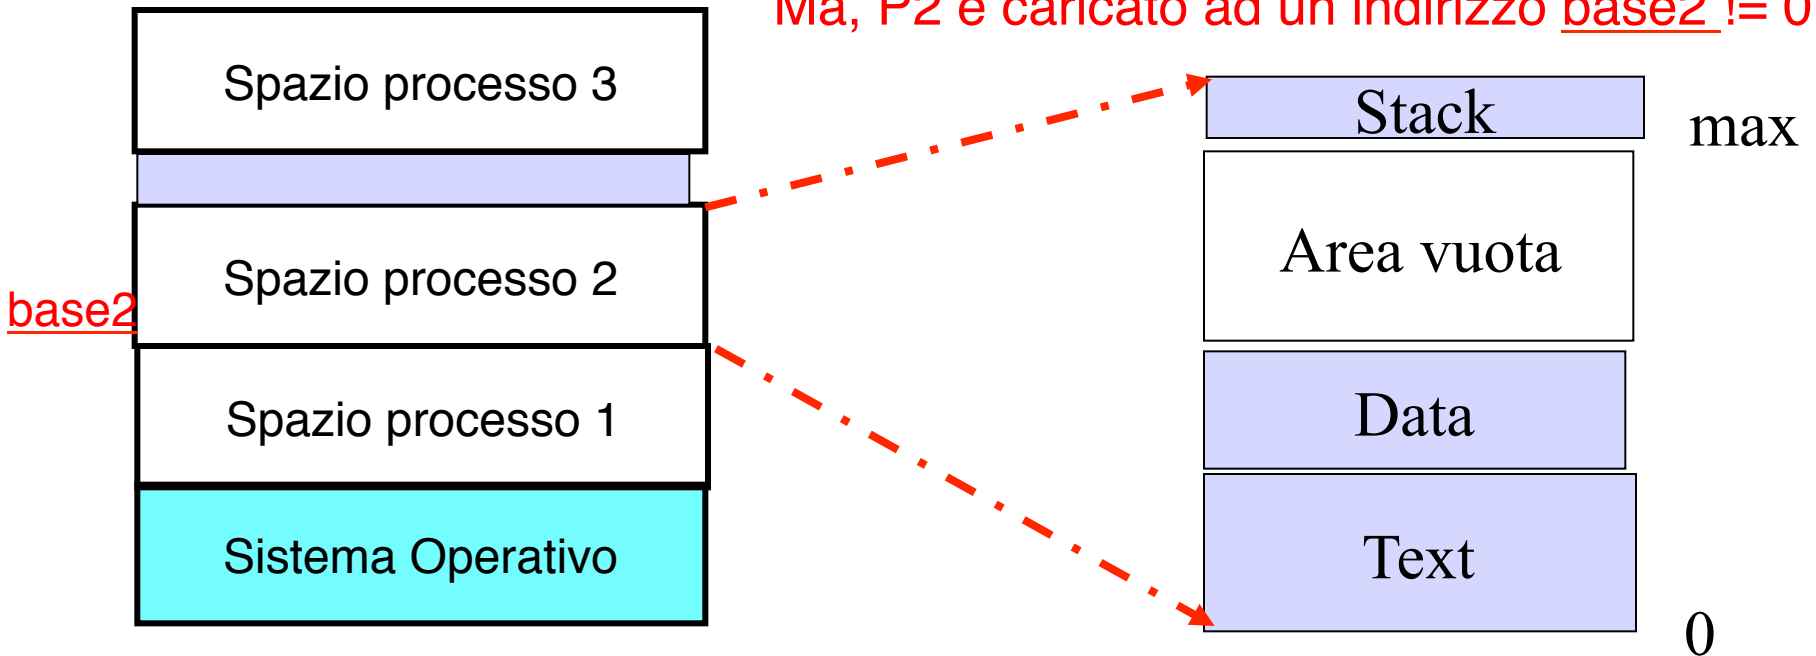 Ma, P2 è caricato ad un indirizzo base2 != 0
Spazio processo 3
Spazio processo 2
base2
Spazio processo 1
Sistema Operativo
Stack
max
Area vuota
Data
Text
0